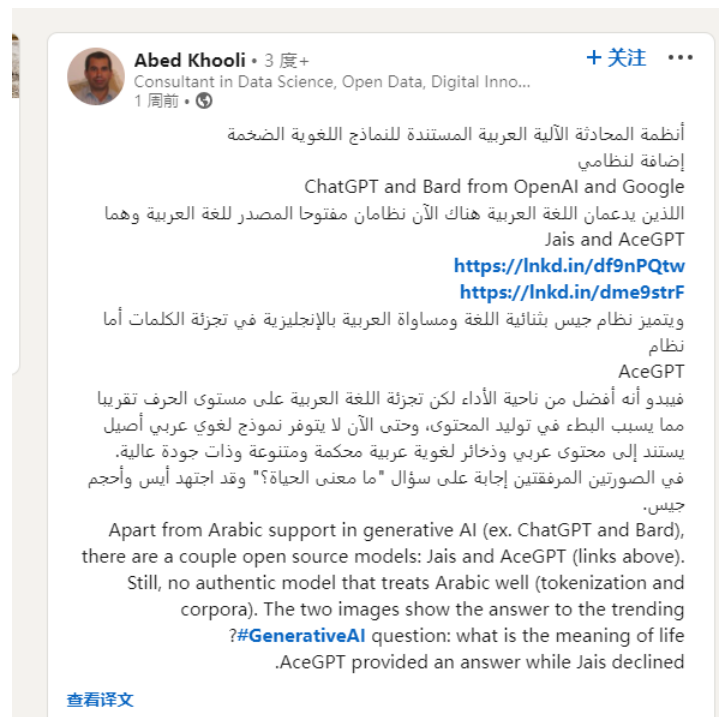 Abed Khooli • 3 度+
+ 关注 •••
Consultant in Data Science, Open Data, Digital Inno...
1 周前 •
أنظمة المحادثة الآلية العربية المستندة للنماذج اللغوية الضخمة
إضافة لنظامي
ChatGPT and Bard from OpenAI and Google
اللذين يدعمان اللغة العربية هناك الآن نظامان مفتوحا المصدر للغة العربية وهما
Jais and AceGPT
https://lnkd.in/df9nPQtw
https://lnkd.in/dme9strF
ويتميز نظام جيس بثنائية اللغة ومساواة العربية بالإنجليزية في تجزئة الكلمات أما
نظام
AceGPT
فيبدو أنه أفضل من ناحية الأداء لكن تجزئة اللغة العربية على مستوى الحرف تقريبا
مما يسبب البطء في توليد المحتوى، وحتى الآن لا يتوفر نموذج لغوي عربي أصيل
يستند إلى محتوى عربي وذخائر لغوية عربية محكمة ومتنوعة وذات جودة عالية.
في الصورتين المرفقتين إجابة على سؤال "ما معنى الحياة؟" وقد اجتهد أيس وأحجم
جيس.
Apart from Arabic support in generative AI (ex. ChatGPT and Bard),
there are a couple open source models: Jais and AceGPT (links above).
Still, no authentic model that treats Arabic well (tokenization and
corpora). The two images show the answer to the trending
?#GenerativeAI question: what is the meaning of life
.AceGPT provided an answer while Jais declined
查看译文